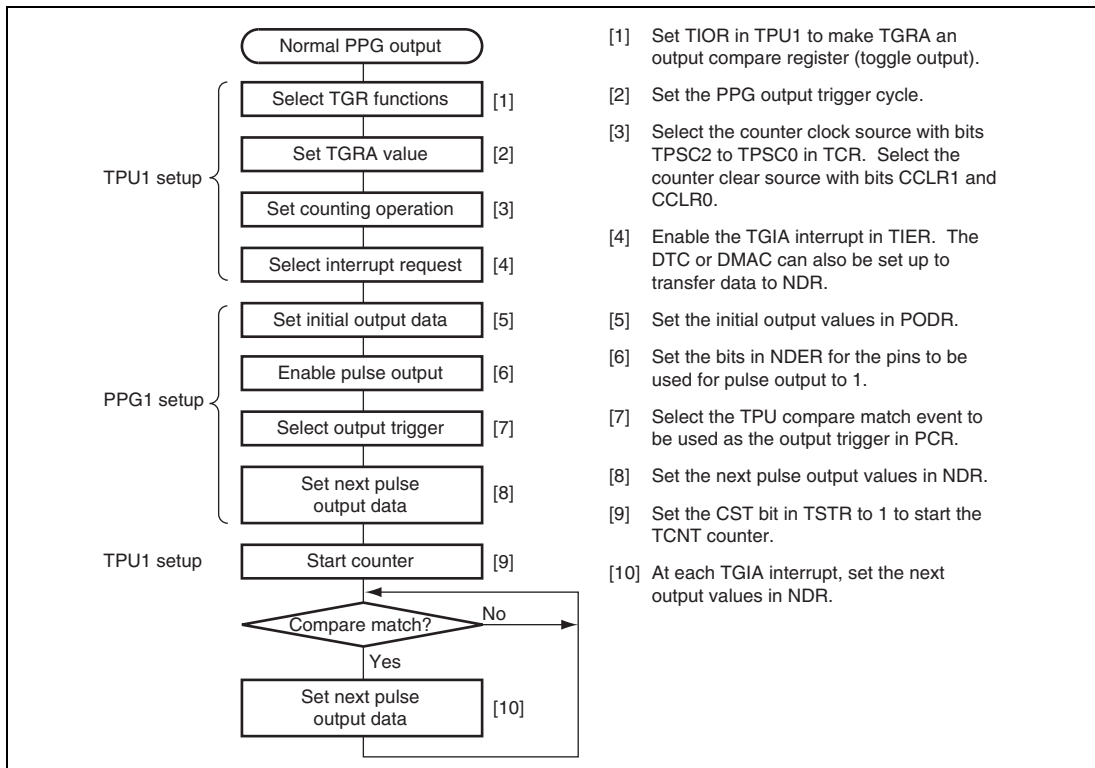 Normal PPG output
Select TGR functions
[1]
Set TGRA value
[2]
TPU1 setup
Set counting operation
[3]
Select interrupt request
[4]
Set initial output data
[5]
Enable pulse output
[6]
PPG1 setup
Select output trigger
[7]
Set next pulse
output data
[8]
TPU1 setup
Start counter
[9]
Compare match?
No
Yes
Set next pulse
output data
[10]
[1] Set TIOR in TPU1 to make TGRA an
output compare register (toggle output).
[2] Set the PPG output trigger cycle.
[3] Select the counter clock source with bits
TPSC2 to TPSC0 in TCR. Select the
counter clear source with bits CCLR1 and
CCLR0.
[4] Enable the TGIA interrupt in TIER. The
DTC or DMAC can also be set up to
transfer data to NDR.
[5] Set the initial output values in PODR.
[6] Set the bits in NDER for the pins to be
used for pulse output to 1.
[7] Select the TPU compare match event to
be used as the output trigger in PCR.
[8] Set the next pulse output values in NDR.
[9] Set the CST bit in TSTR to 1 to start the
TCNT counter.
[10] At each TGIA interrupt, set the next
output values in NDR.